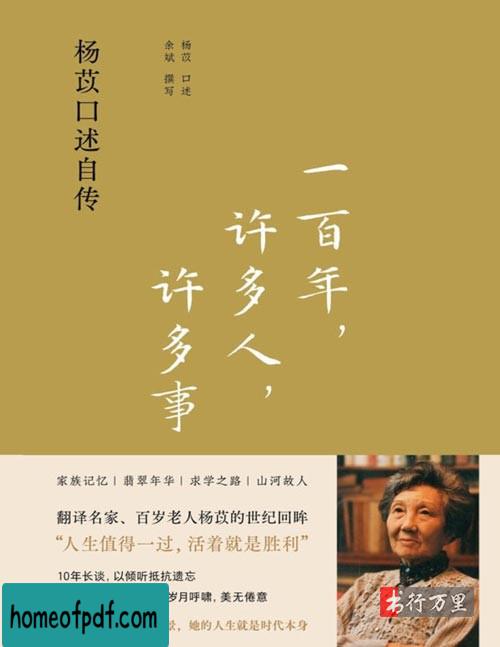 杨苡口述自传
杨苡 口述
余斌 撰写
一百年，
许多人，
许多事
家族记忆 | 翡翠年华 | 求学之路 | 山河故人
翻译名家、百岁老人杨苡的世纪回眸
“人生值得一过，活着就是胜利”
10年长谈，以倾听抵抗遗忘
岁月呼啸，美无倦意
她的人生就是时代本身
书行万里
homeofpdf.com